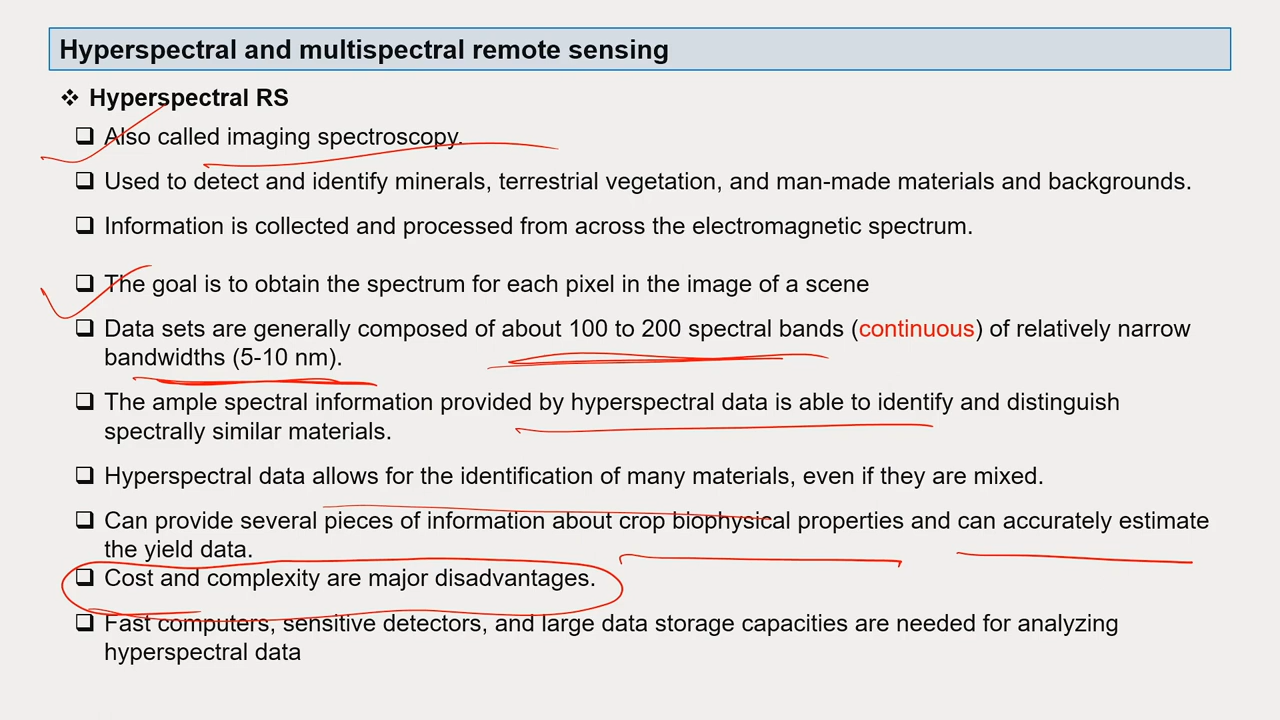 Hyperspectral and multispectral remote sensing
❖ Hyperspectral RS
❑ Also called imaging spectroscopy.
❑ Used to detect and identify minerals, terrestrial vegetation, and man-made materials and backgrounds.
❑ Information is collected and processed from across the electromagnetic spectrum.
❑ The goal is to obtain the spectrum for each pixel in the image of a scene
❑ Data sets are generally composed of about 100 to 200 spectral bands (continuous) of relatively narrow
bandwidths (5-10 nm).
❑ The ample spectral information provided by hyperspectral data is able to identify and distinguish
spectrally similar materials.
❑ Hyperspectral data allows for the identification of many materials, even if they are mixed.
❑ Can provide several pieces of information about crop biophysical properties and can accurately estimate
the yield data.
❑ Cost and complexity are major disadvantages.
❑ Fast computers, sensitive detectors, and large data storage capacities are needed for analyzing
hyperspectral data